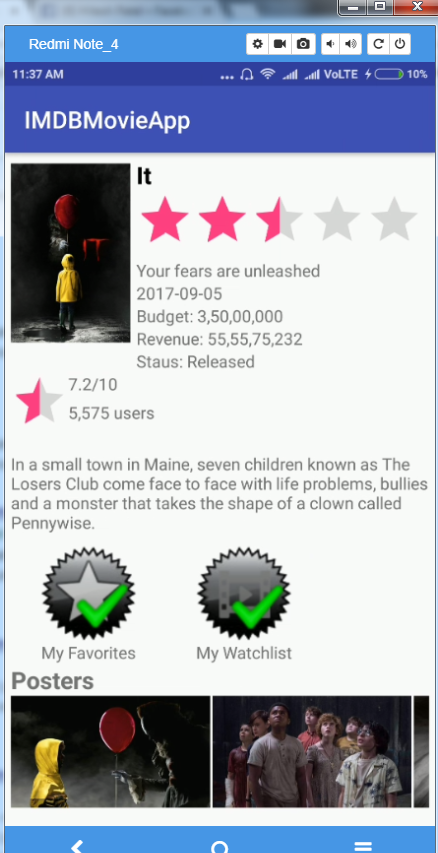 Redmi Note_4
11:37 AM
VoLTE
10%
IMDBMovieApp
IT
It
Your fears are unleashed
2017-09-05
Budget: 3,50,00,000
Revenue: 55,55,75,232
Staus: Released
7.2/10
5,575 users
In a small town in Maine, seven children known as The
Losers Club come face to face with life problems, bullies
and a monster that takes the shape of a clown called
Pennywise.
My Favorites
My Watchlist
Posters